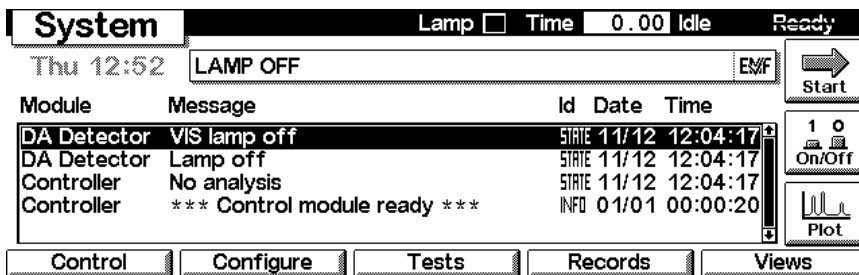 System Lamp Time 0.00 Idle Ready
Thu 12:52 LAMP OFF EMF
Start
Module Message Id Date Time
DA Detector VIS lamp off STATE 11/12 12:04:17
DA Detector Lamp off STATE 11/12 12:04:17
Controller No analysis STATE 11/12 12:04:17
Controller *** Control module ready *** INFO 01/01 00:00:20
1 0
On/Off
Plot
Control Configure Tests Records Views